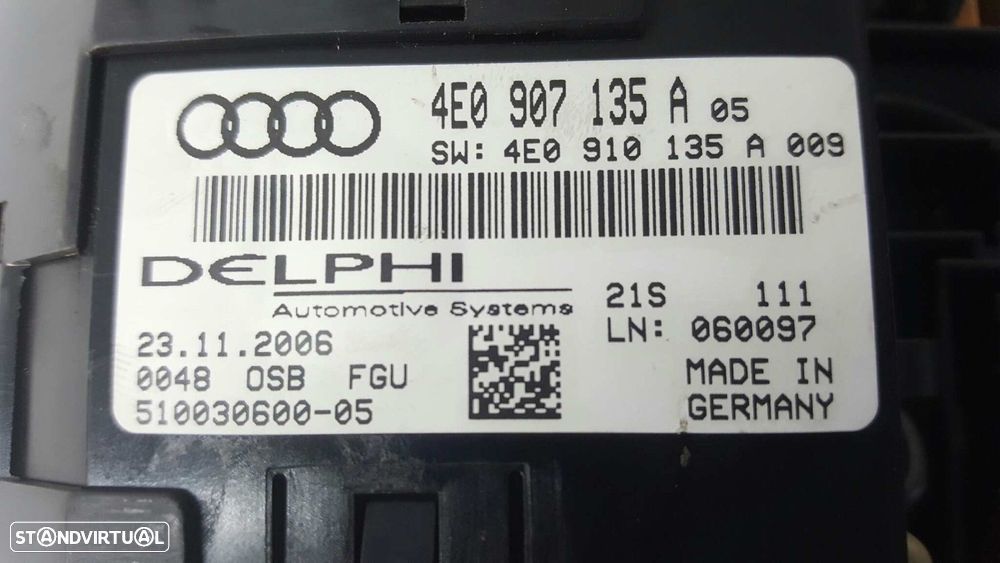 4E0 907 135 A 05
SW: 4E0 910 135 A 009
DELPHI
Automotive Systems
21S 111
LN: 060097
23.11.2006
0048 OSB FGU
510030600-05
MADE IN
GERMANY
STANDVIRTUAL